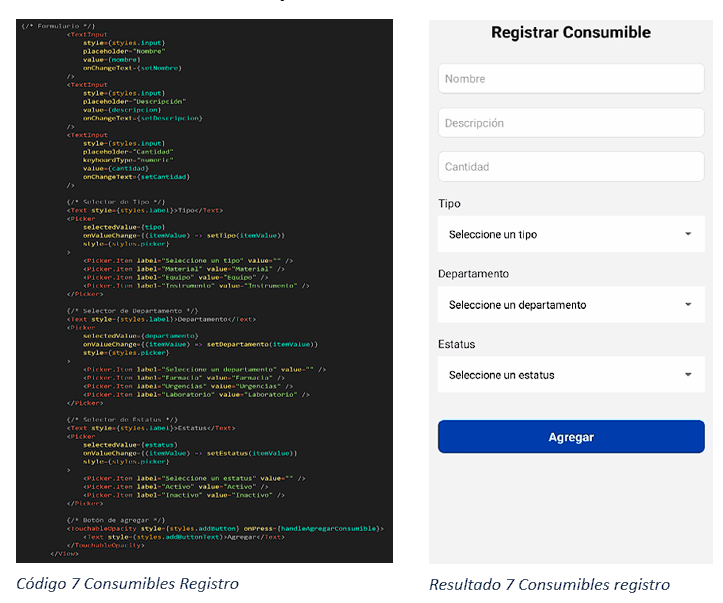 {/* Formulario */}
<TextInput
style={styles.input}
placeholder="Nombre"
value={nombre}
onChangeText={setNombre}
/>
<TextInput
style={styles.input}
placeholder="Descripción"
value={descripcion}
onChangeText={setDescripcion}
/>
<TextInput
style={styles.input}
placeholder="Cantidad"
keyboardType="numeric"
value={cantidad}
onChangeText={setCantidad}
/>
{/* Selector de Tipo */}
<Text style={styles.label}>Tipo</Text>
<Picker
selectedValue={tipo}
onValueChange={(itemValue) => setTipo(itemValue)}
style={styles.picker}
>
<Picker.Item label="Seleccione un tipo" value="" />
<Picker.Item label="Material" value="Material" />
<Picker.Item label="Equipo" value="Equipo" />
<Picker.Item label="Instrumento" value="Instrumento" />
</Picker>
{/* Selector de Departamento */}
<Text style={styles.label}>Departamento</Text>
<Picker
selectedValue={departamento}
onValueChange={(itemValue) => setDepartamento(itemValue)}
style={styles.picker}
>
<Picker.Item label="Seleccione un departamento" value="" />
<Picker.Item label="Farmacia" value="Farmacia" />
<Picker.Item label="Urgencias" value="Urgencias" />
<Picker.Item label="Laboratorio" value="Laboratorio" />
</Picker>
{/* Selector de Estatus */}
<Text style={styles.label}>Estatus</Text>
<Picker
selectedValue={estatus}
onValueChange={(itemValue) => setEstatus(itemValue)}
style={styles.picker}
>
<Picker.Item label="Seleccione un estatus" value="" />
<Picker.Item label="Activo" value="Activo" />
<Picker.Item label="Inactivo" value="Inactivo" />
</Picker>
{/* Botón de agregar */}
<TouchableOpacity style={styles.addButton} onPress={handleAgregarConsumible}>
<Text style={styles.addButtonText}>Agregar</Text>
</TouchableOpacity>
</View>
Código 7 Consumibles Registro
Registrar Consumible
Nombre
Descripción
Cantidad
Tipo
Seleccione un tipo
Departamento
Seleccione un departamento
Estatus
Seleccione un estatus
Agregar
Resultado 7 Consumibles registro